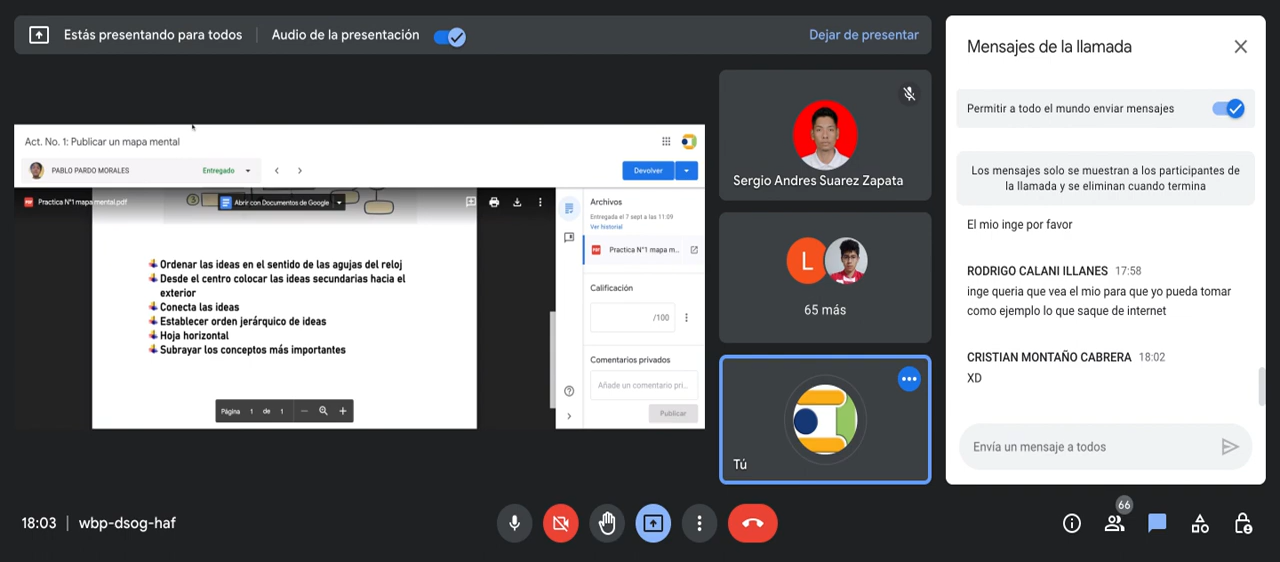 Estás presentando para todos
Audio de la presentación
Dejar de presentar
Act. No. 1: Publicar un mapa mental
PABLO PARDO MORALES
Entregado
Devolver
Practica N°1 mapa mental.pdf
Abrir con Documentos de Google
3
Ordenar las ideas en el sentido de las agujas del reloj
Desde el centro colocar las ideas secundarias hacia el
exterior
Conecta las ideas
Establecer orden jerárquico de ideas
Hoja horizontal
Subrayar los conceptos más importantes
Página 1 de 1
Archivos
Entregada el 7 sept a las 11:09
Ver historial
Practica N°1 mapa m...
Calificación
/100
Comentarios privados
Añade un comentario pri...
Publicar
Sergio Andres Suarez Zapata
L
65 más
Tú
Mensajes de la llamada
Permitir a todo el mundo enviar mensajes
Los mensajes solo se muestran a los participantes de
la llamada y se eliminan cuando termina
El mio inge por favor
RODRIGO CALANI ILLANES 17:58
inge queria que vea el mio para que yo pueda tomar
como ejemplo lo que saque de internet
CRISTIAN MONTAÑO CABRERA 18:02
XD
Envía un mensaje a todos
18:03 | wbp-dsog-haf
66